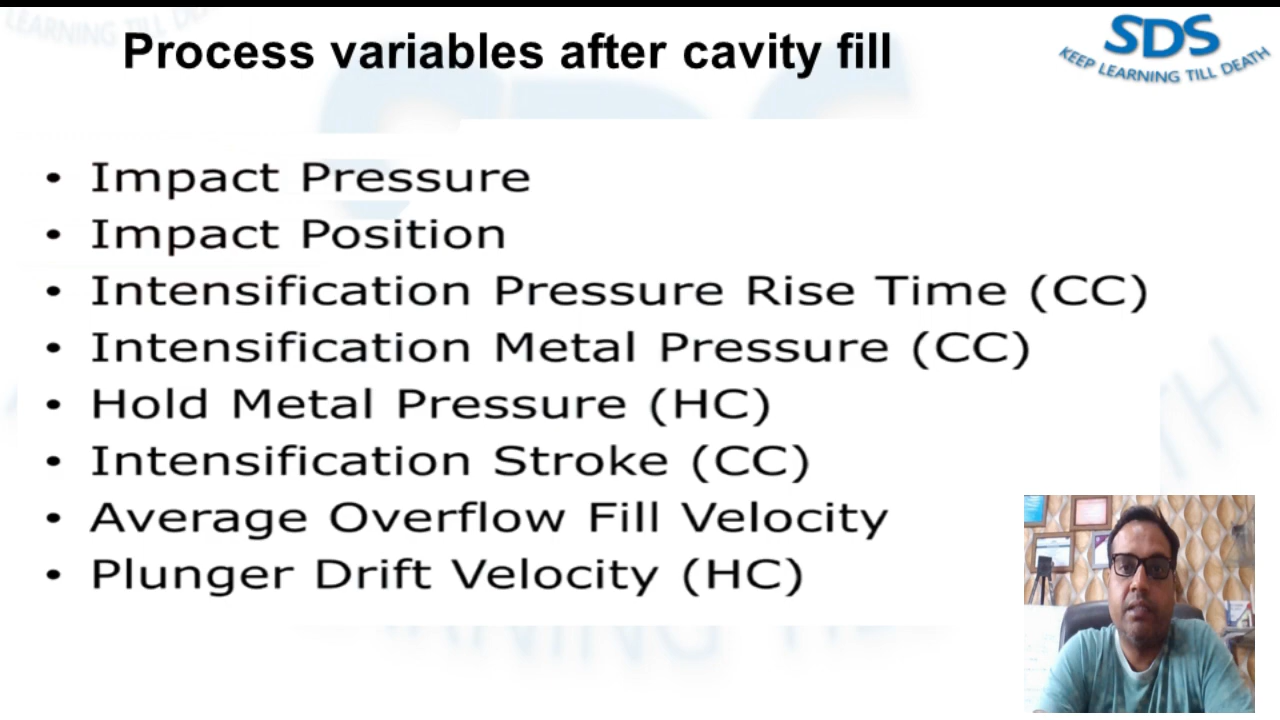 LEARNING TILL
Process variables after cavity fill
SDS
KEEP LEARNING TILL DEATH
• Impact Pressure
• Impact Position
• Intensification Pressure Rise Time (CC)
• Intensification Metal Pressure (CC)
• Hold Metal Pressure (HC)
• Intensification Stroke (CC)
• Average Overflow Fill Velocity
• Plunger Drift Velocity (HC)